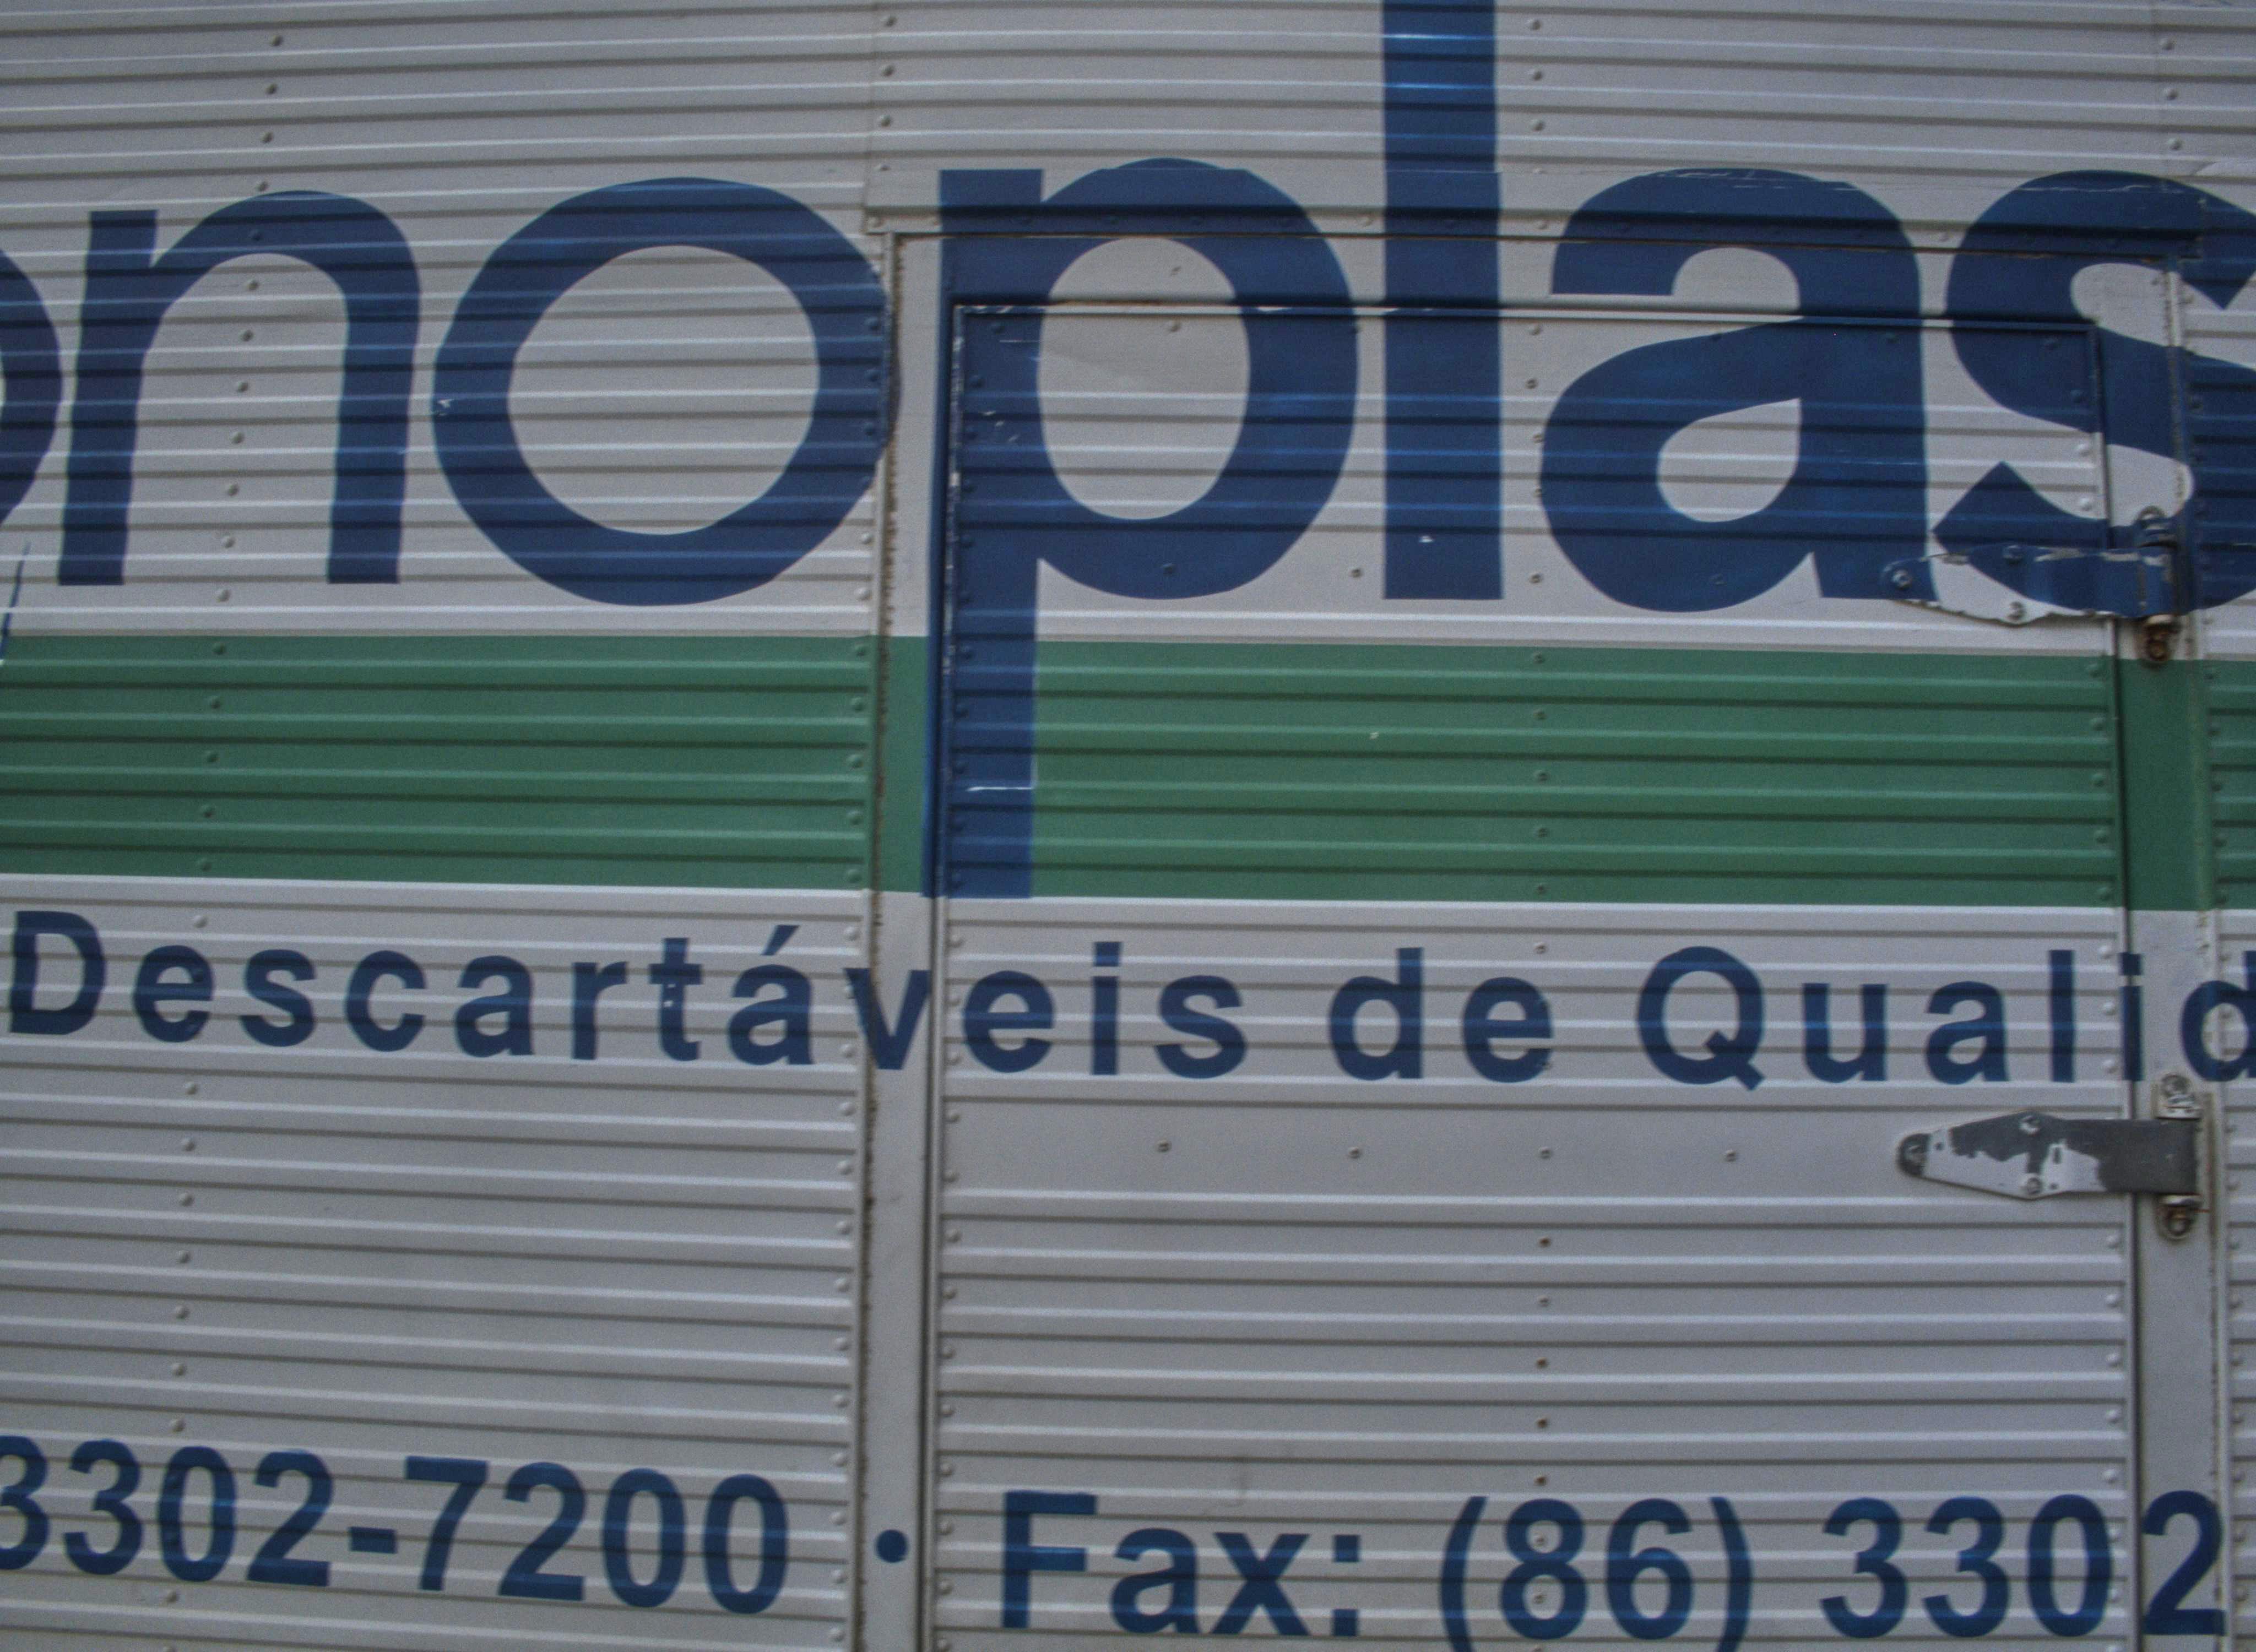 noplas
Descartáveis de Qualid
3302-7200 • Fax: (86) 3302